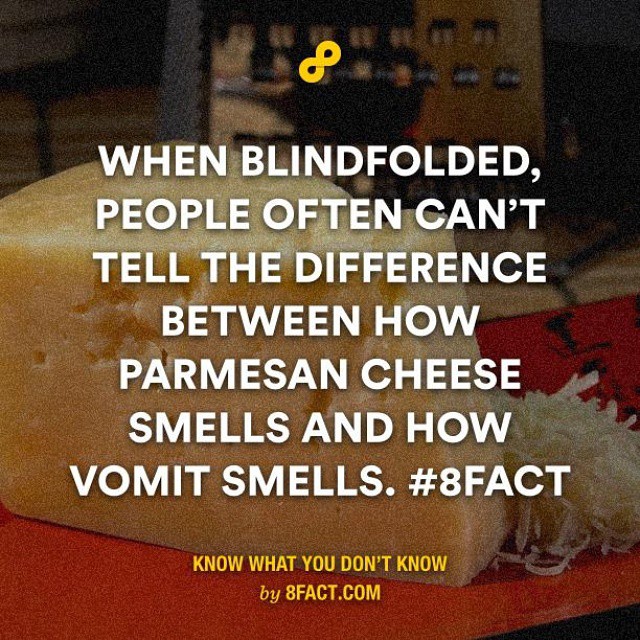 WHEN BLINDFOLDED,
PEOPLE OFTEN CAN'T
TELL THE DIFFERENCE
BETWEEN HOW
PARMESAN CHEESE
SMELLS AND HOW
VOMIT SMELLS. #8FACT
KNOW WHAT YOU DON'T KNOW
by 8FACT.COM